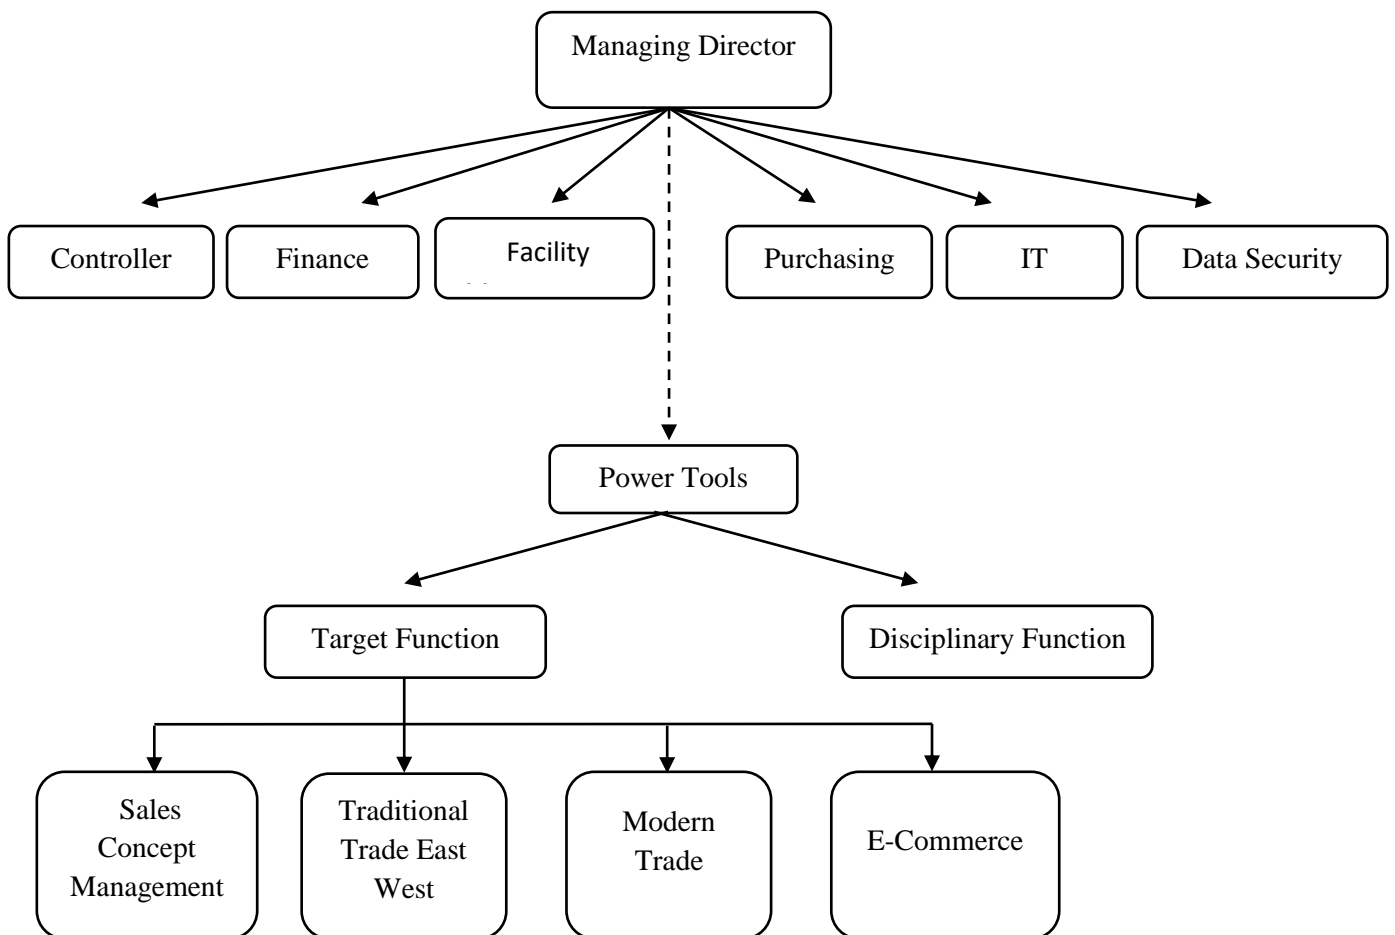 Managing Director
Controller
Finance
Facility
Purchasing
IT
Data Security
Power Tools
Target Function
Disciplinary Function
Sales
Concept
Management
Traditional
Trade East
West
Modern
Trade
E-Commerce